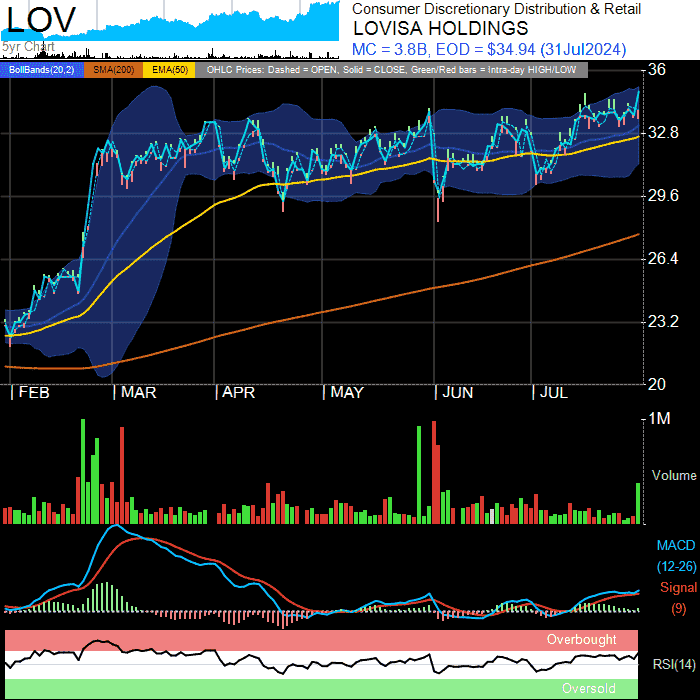 LOV
5yr Chart
Consumer Discretionary Distribution & Retail
LOVISA HOLDINGS
MC = 3.8B, EOD = $34.94 (31Jul2024)
BollBands(20,2) SMA(200) EMA(50) OHLC Prices: Dashed = OPEN, Solid = CLOSE, Green/Red bars = Intra-day HIGH/LOW
36
32.8
29.6
26.4
23.2
20
FEB MAR APR MAY JUN JUL
1M
Volume
MACD
(12-26)
Signal
(9)
Overbought
RSI(14)
Oversold